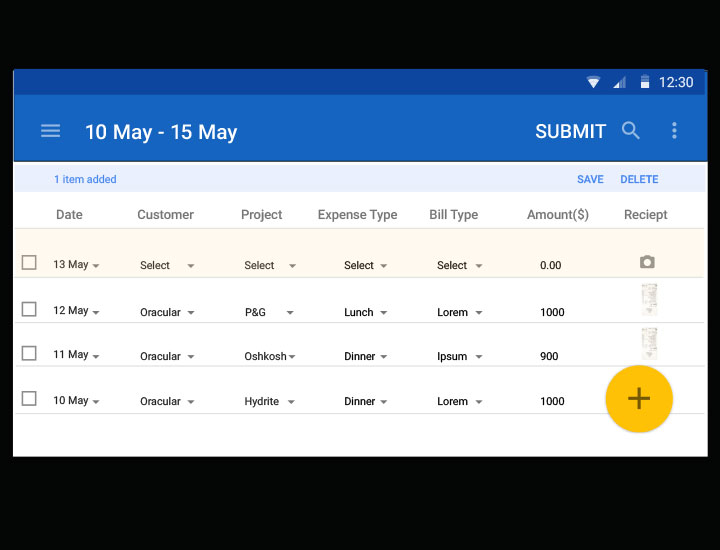 12:30
10 May - 15 May SUBMIT
1 item added SAVE DELETE
Date Customer Project Expense Type Bill Type Amount($) Reciept
13 May Select Select Select Select 0.00
12 May Oracular P&G Lunch Lorem 1000
11 May Oracular Oshkosh Dinner Ipsum 900
10 May Oracular Hydrite Dinner Lorem 1000